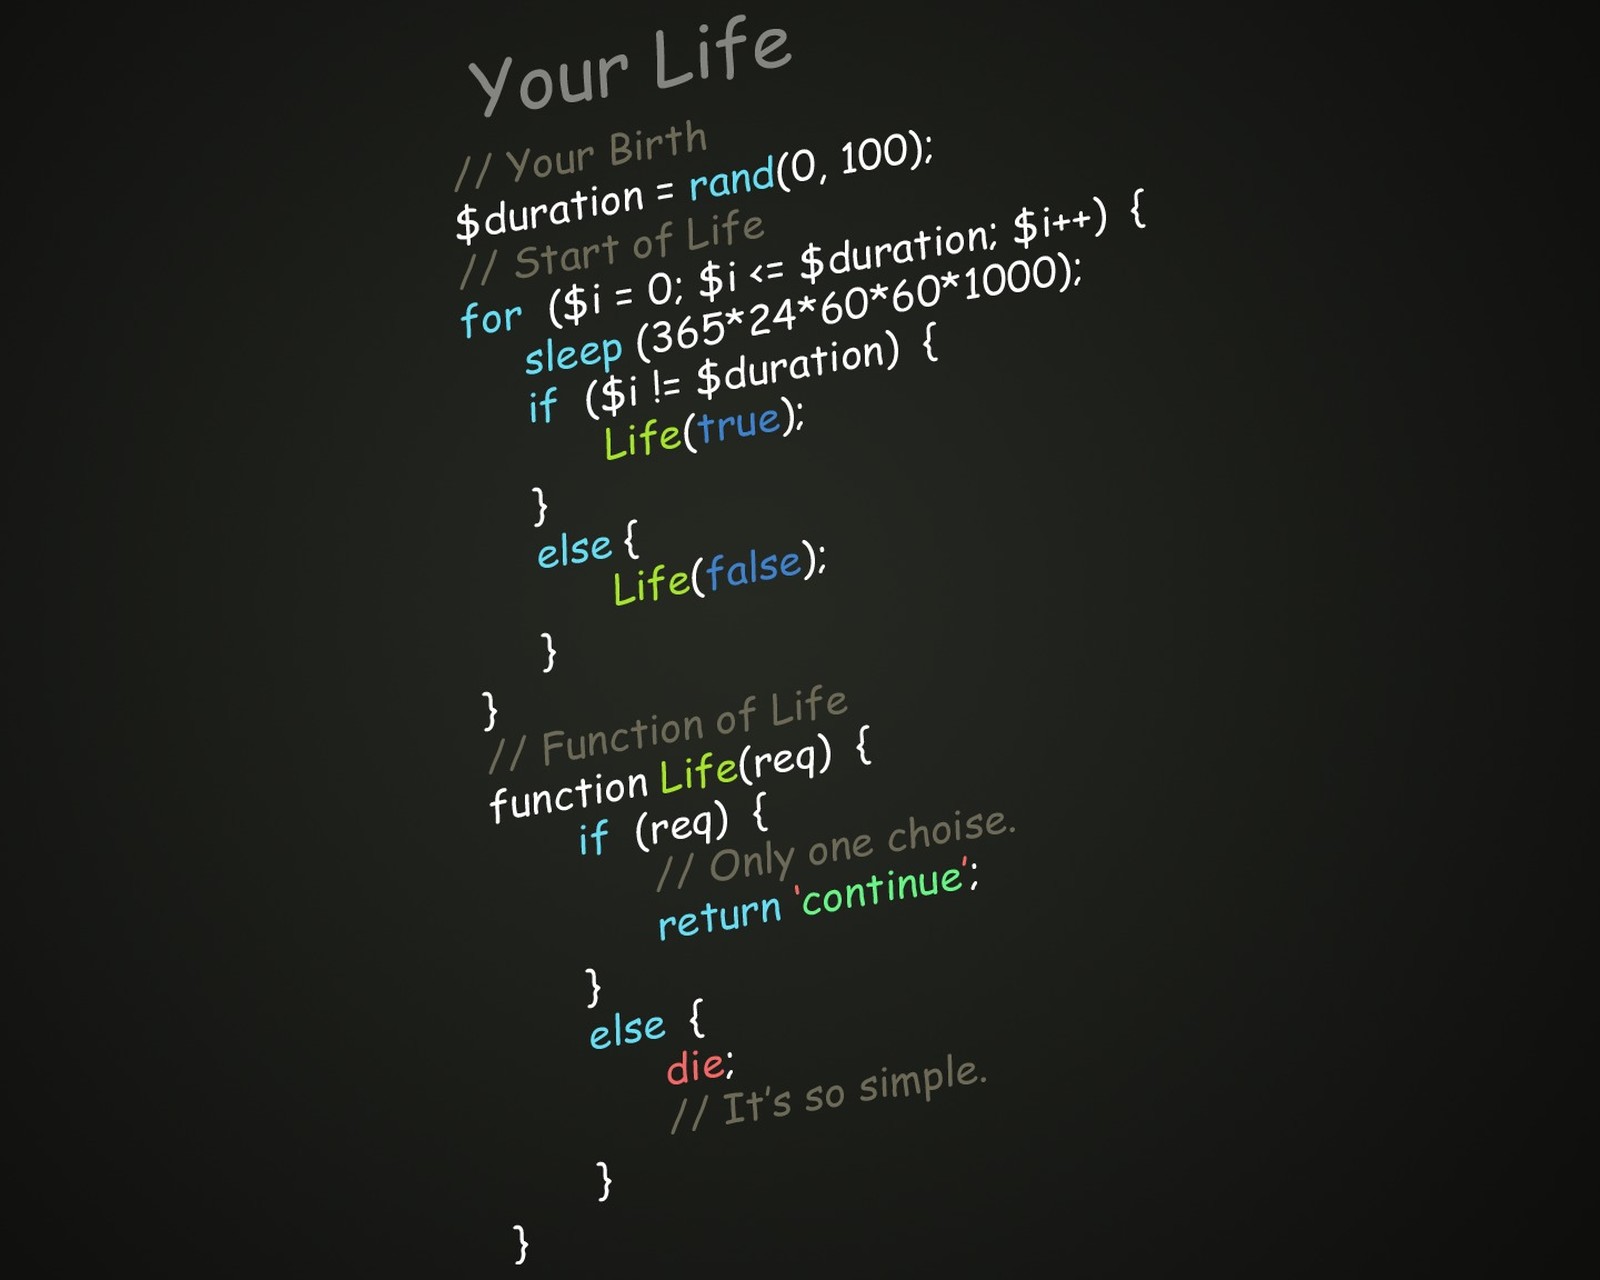 Your Life
// Your Birth
$duration = rand(0, 100);
// Start of Life
for ($i = 0; $i <= $duration; $i++) {
sleep (365*24*60*60*1000);
if ($i != $duration) {
Life(true);
}
else {
Life(false);
}
}
// Function of Life
function Life(req) {
if (req) {
// Only one choise.
return 'continue';
}
else {
die;
// It's so simple.
}
}